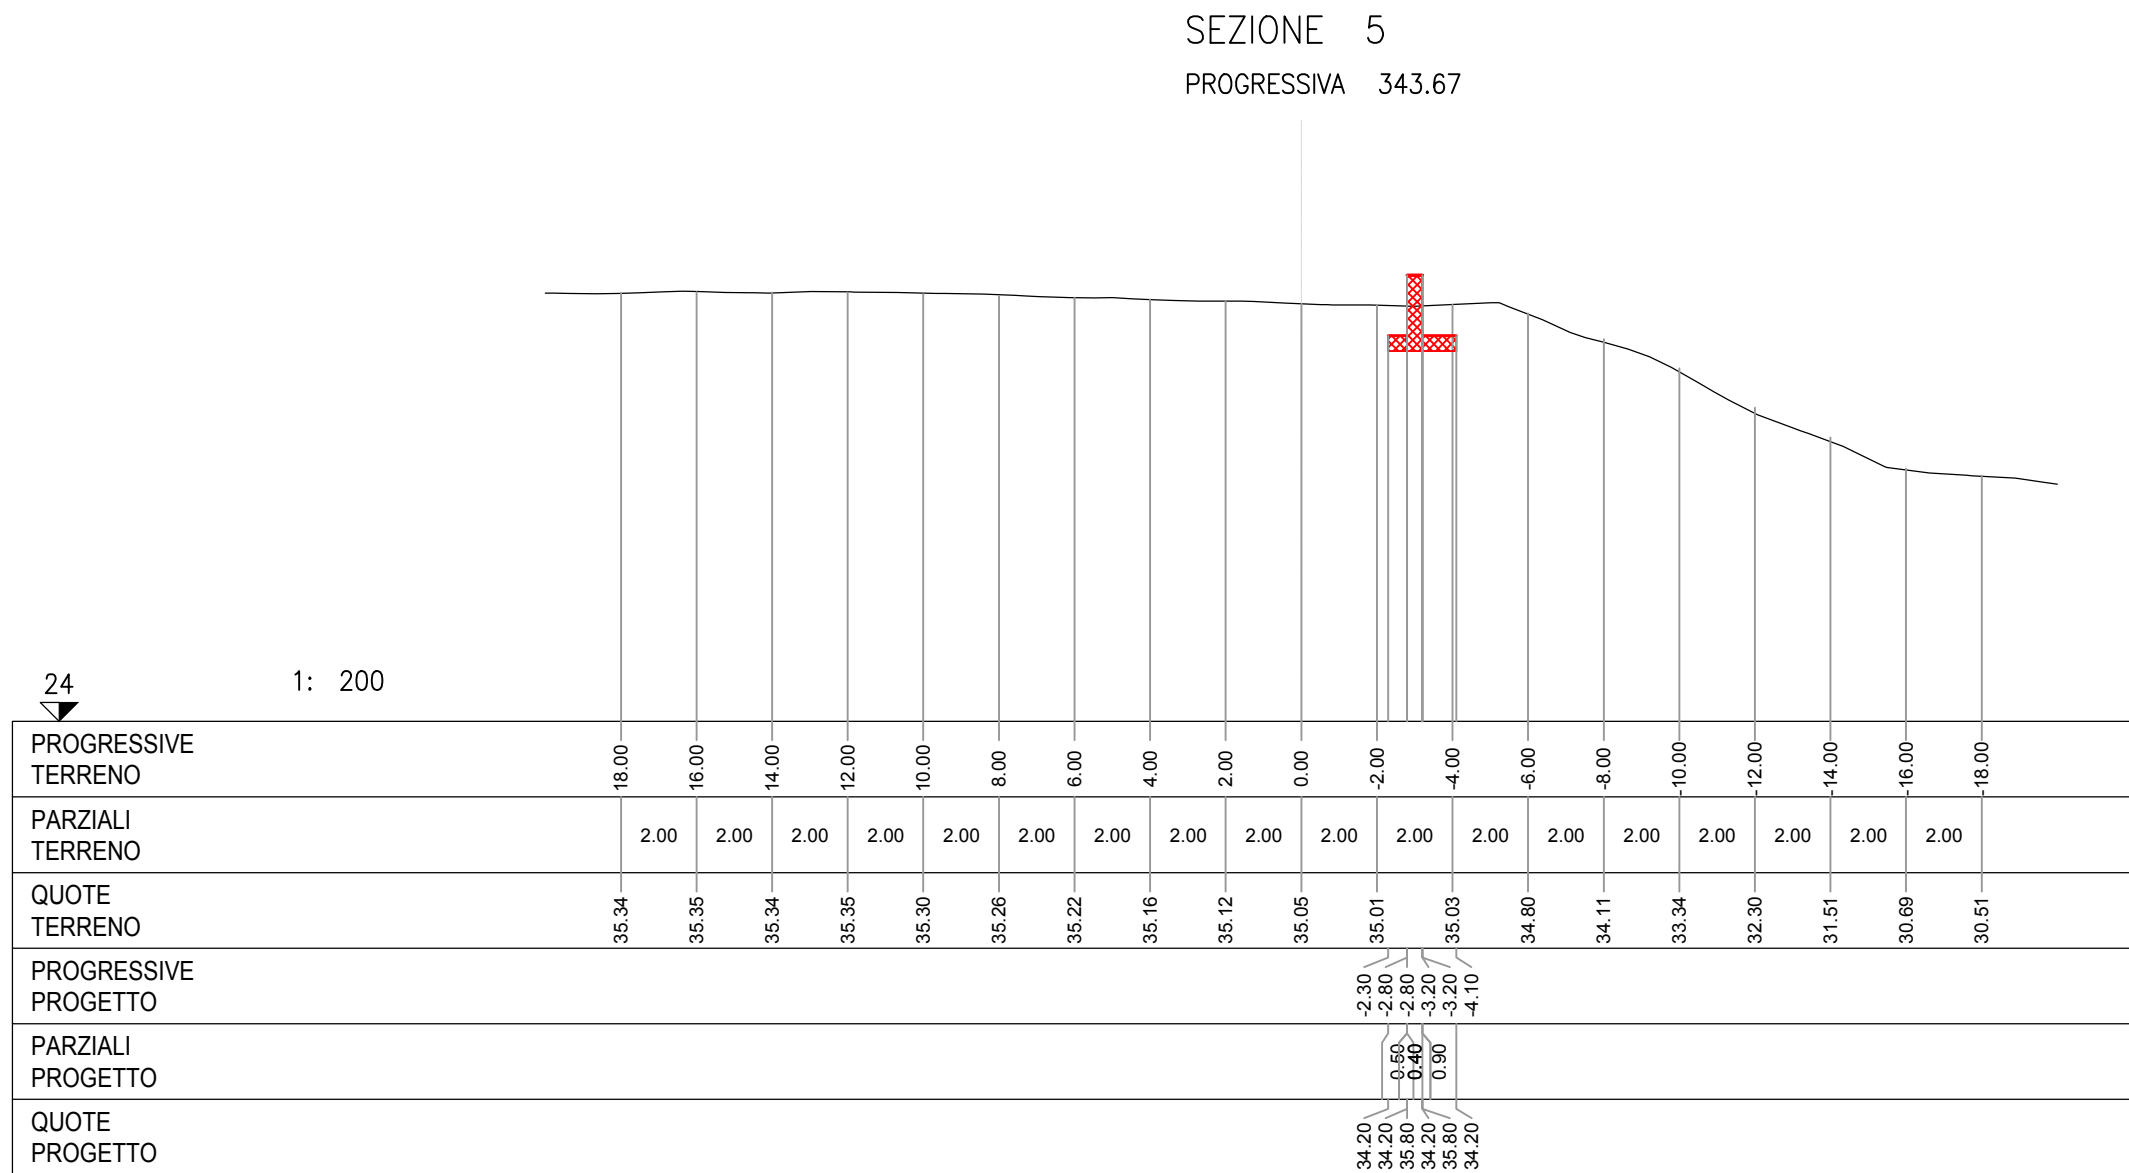 SEZIONE 5
PROGRESSIVA 343.67
24
1: 200
PROGRESSIVE
TERRENO
18.00 16.00 14.00 12.00 10.00 8.00 6.00 4.00 2.00 0.00 -2.00 -4.00 -6.00 -8.00 -10.00 -12.00 -14.00 -16.00 -18.00
PARZIALI
TERRENO
2.00 2.00 2.00 2.00 2.00 2.00 2.00 2.00 2.00 2.00 2.00 2.00 2.00 2.00 2.00 2.00 2.00 2.00
QUOTE
TERRENO
35.34 35.35 35.34 35.35 35.30 35.26 35.22 35.16 35.12 35.05 35.01 35.03 34.80 34.11 33.34 32.30 31.51 30.69 30.51
PROGRESSIVE
PROGETTO
-2.30 -2.80 -2.80 -3.20 -3.20 -4.10
PARZIALI
PROGETTO
0.50 0.40 0.90
QUOTE
PROGETTO
34.20 34.20 35.80 34.20 35.80 34.20